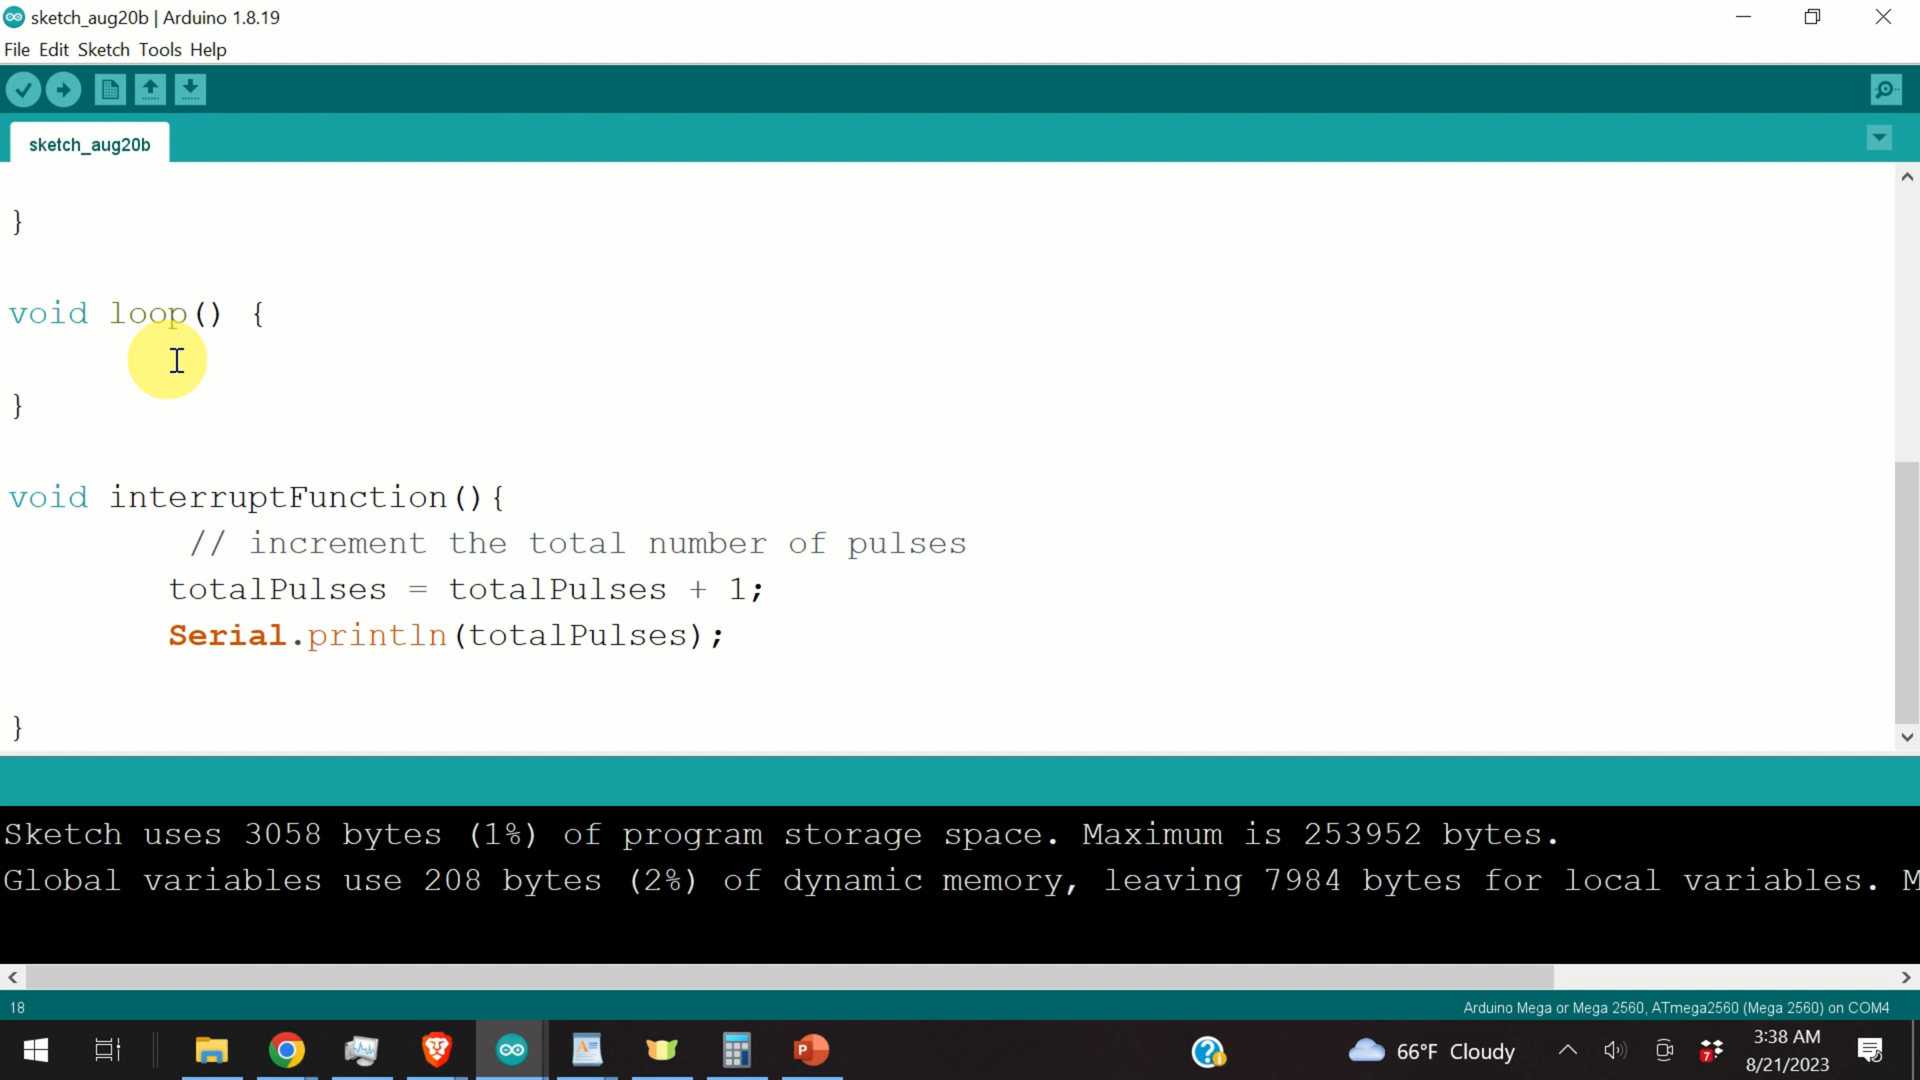 sketch_aug20b | Arduino 1.8.19
File Edit Sketch Tools Help
sketch_aug20b
}
void loop() {
}
void interruptFunction(){
// increment the total number of pulses
totalPulses = totalPulses + 1;
Serial.println(totalPulses);
}
Sketch uses 3058 bytes (1%) of program storage space. Maximum is 253952 bytes.
Global variables use 208 bytes (2%) of dynamic memory, leaving 7984 bytes for local variables. M
18
Arduino Mega or Mega 2560, ATmega2560 (Mega 2560) on COM4
66°F Cloudy
7
3:38 AM
8/21/2023